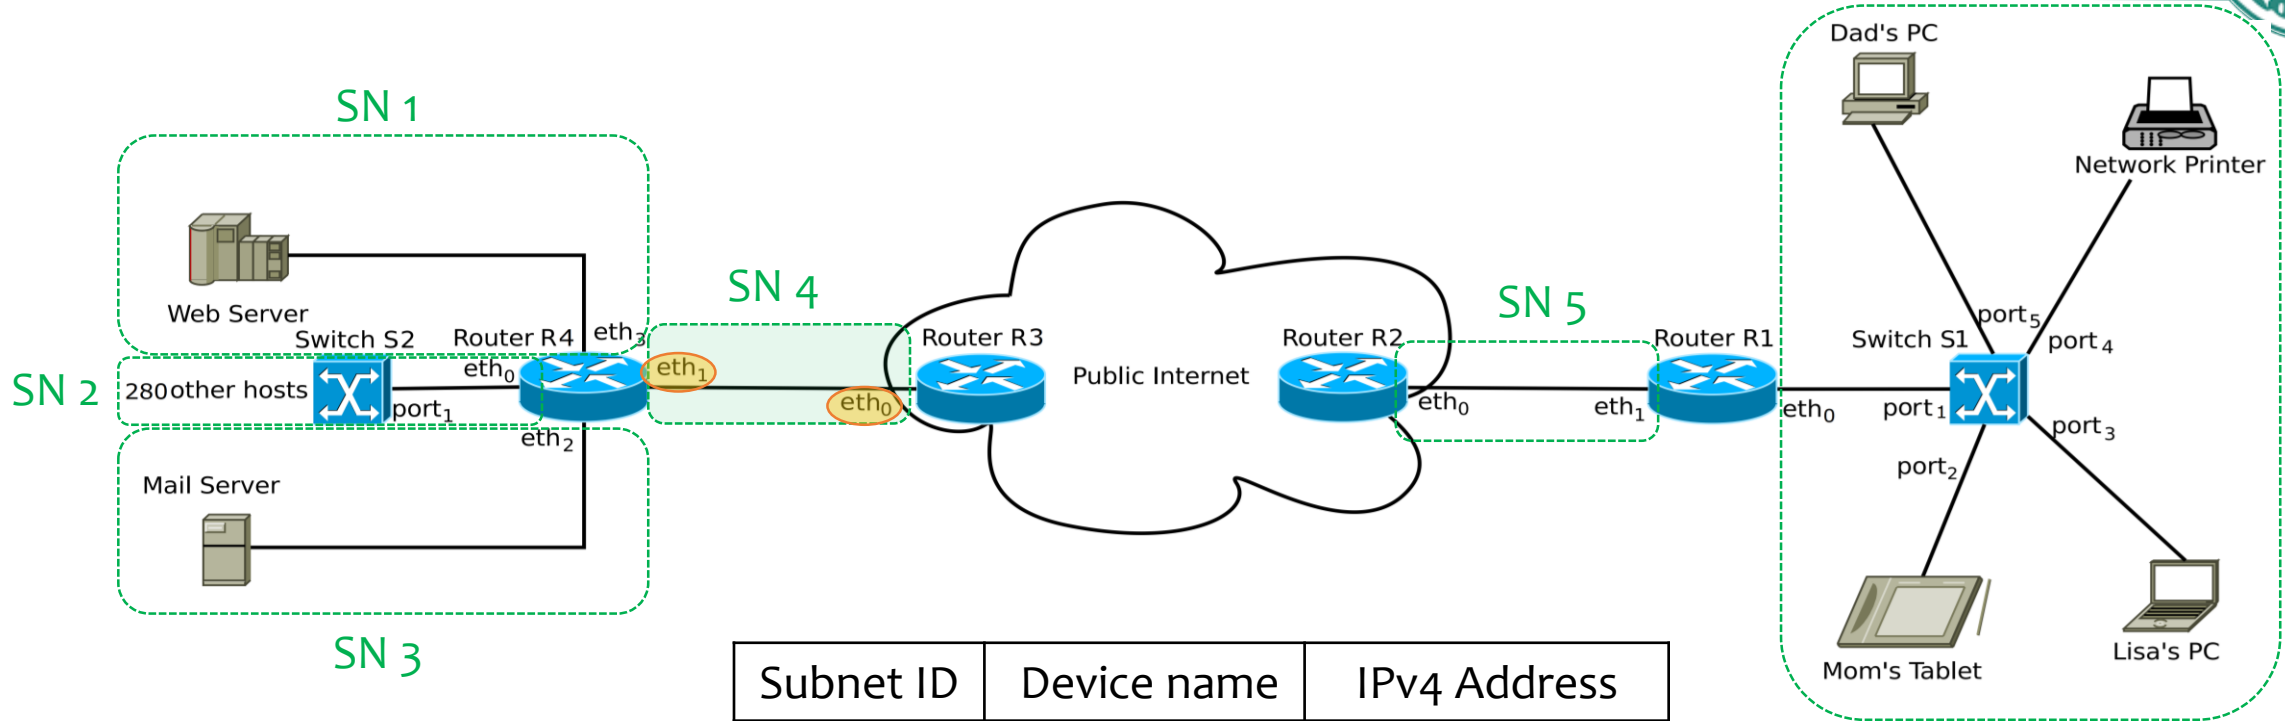 Dad's PC
SN 1
Network Printer
SN 4
SN 5
Web Server
port5
Switch S2
Router R4
eth3
Router R3
Router R2
Router R1
Switch S1
port4
eth0
eth1
Public Internet
SN 2
280 other hosts
port1
eth0
eth0
eth1
eth0
port1
port3
eth2
port2
Mail Server
SN 3
Mom's Tablet
Lisa's PC
Subnet ID
Device name
IPv4 Address